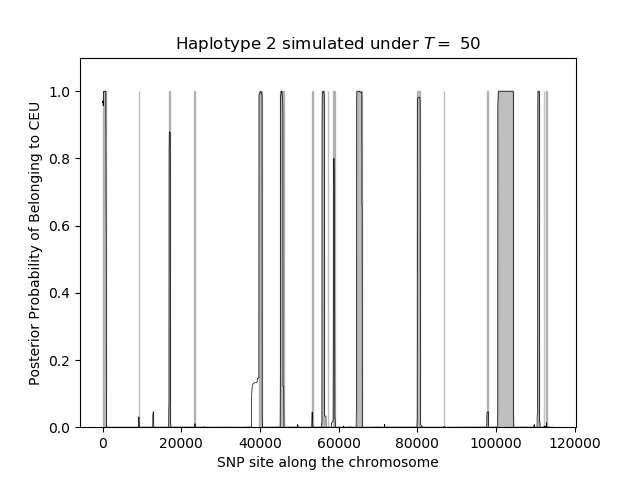 Haplotype 2 simulated under T = 50
Posterior Probability of Belonging to CEU
1.0
0.8
0.6
0.4
0.2
0.0
0 20000 40000 60000 80000 100000 120000
SNP site along the chromosome